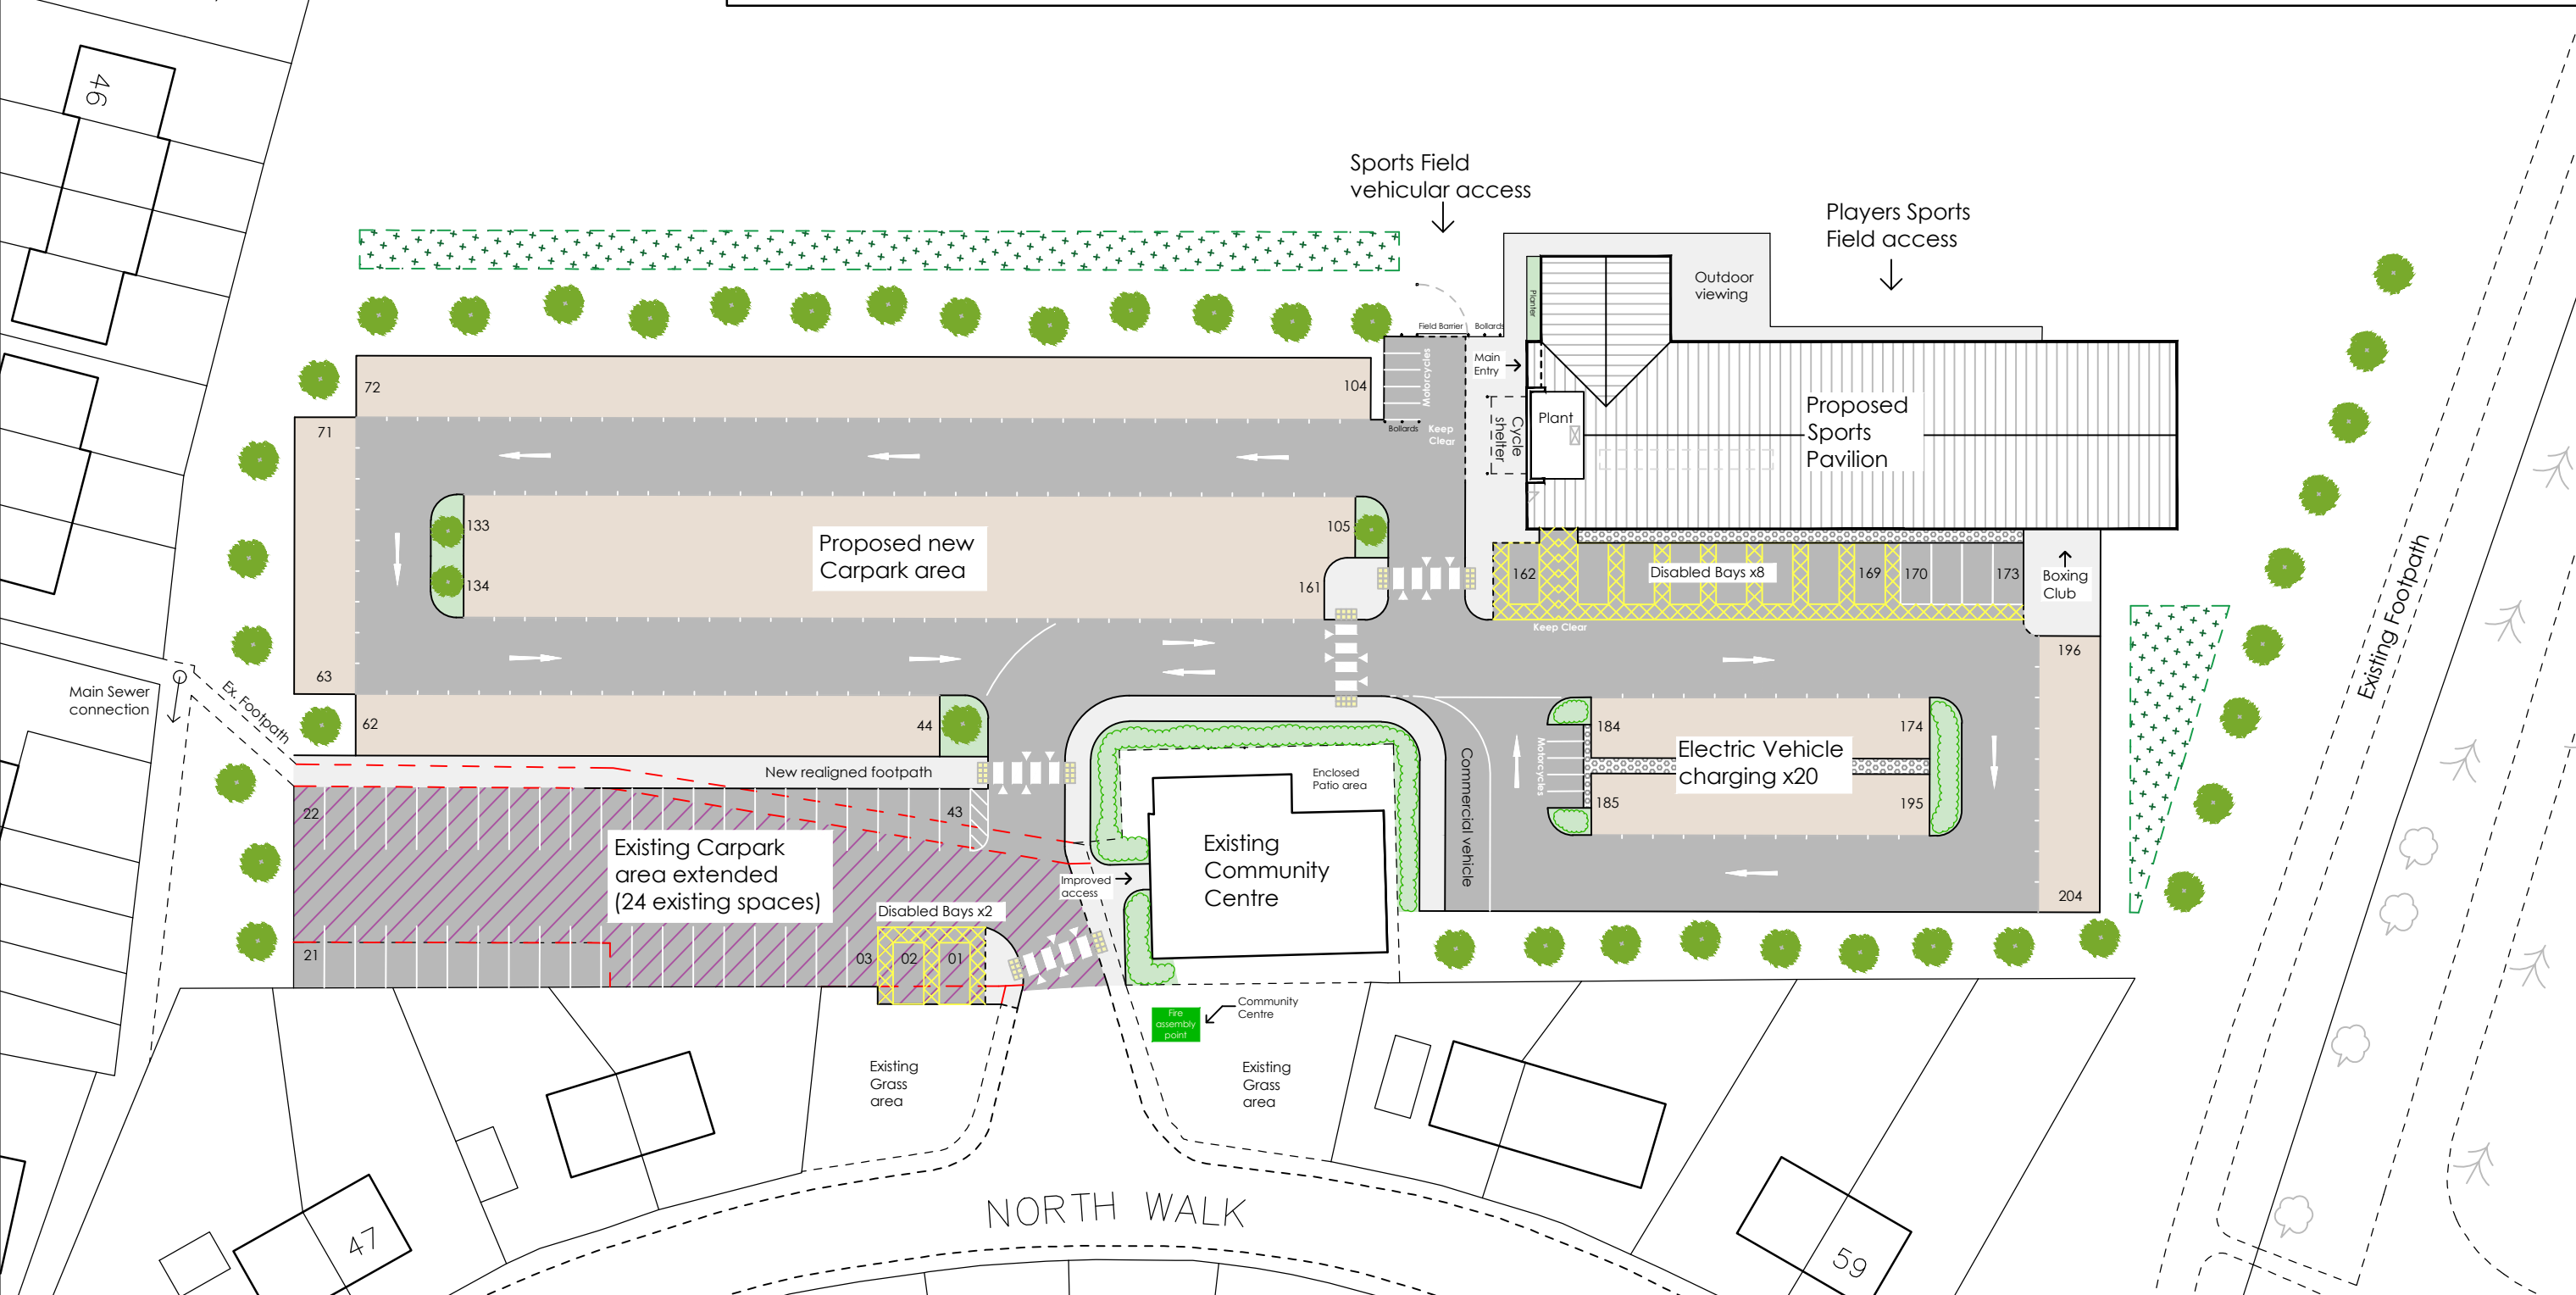 46
Sports Field
vehicular access
Players Sports
Field access
Outdoor
viewing
Planter
Field Barrier
Bollards
Main
Entry
Motorcycles
72
104
Bollards
Keep
Clear
Cycle
shelter
Plant
Proposed
Sports
Pavilion
71
133
105
Proposed new
Carpark area
134
161
162
Disabled Bays x8
169
170
173
Boxing
Club
Keep Clear
Existing Footpath
63
196
Main Sewer
connection
Ex. Footpath
62
44
184
174
Electric Vehicle
charging x20
Motorcycles
Commercial vehicle
New realigned footpath
Enclosed
Patio area
185
195
22
43
Existing Carpark
area extended
(24 existing spaces)
Existing
Community
Centre
Improved
access
204
Disabled Bays x2
21
03
02
01
Fire
assembly
point
Community
Centre
Existing
Grass
area
Existing
Grass
area
NORTH WALK
47
59